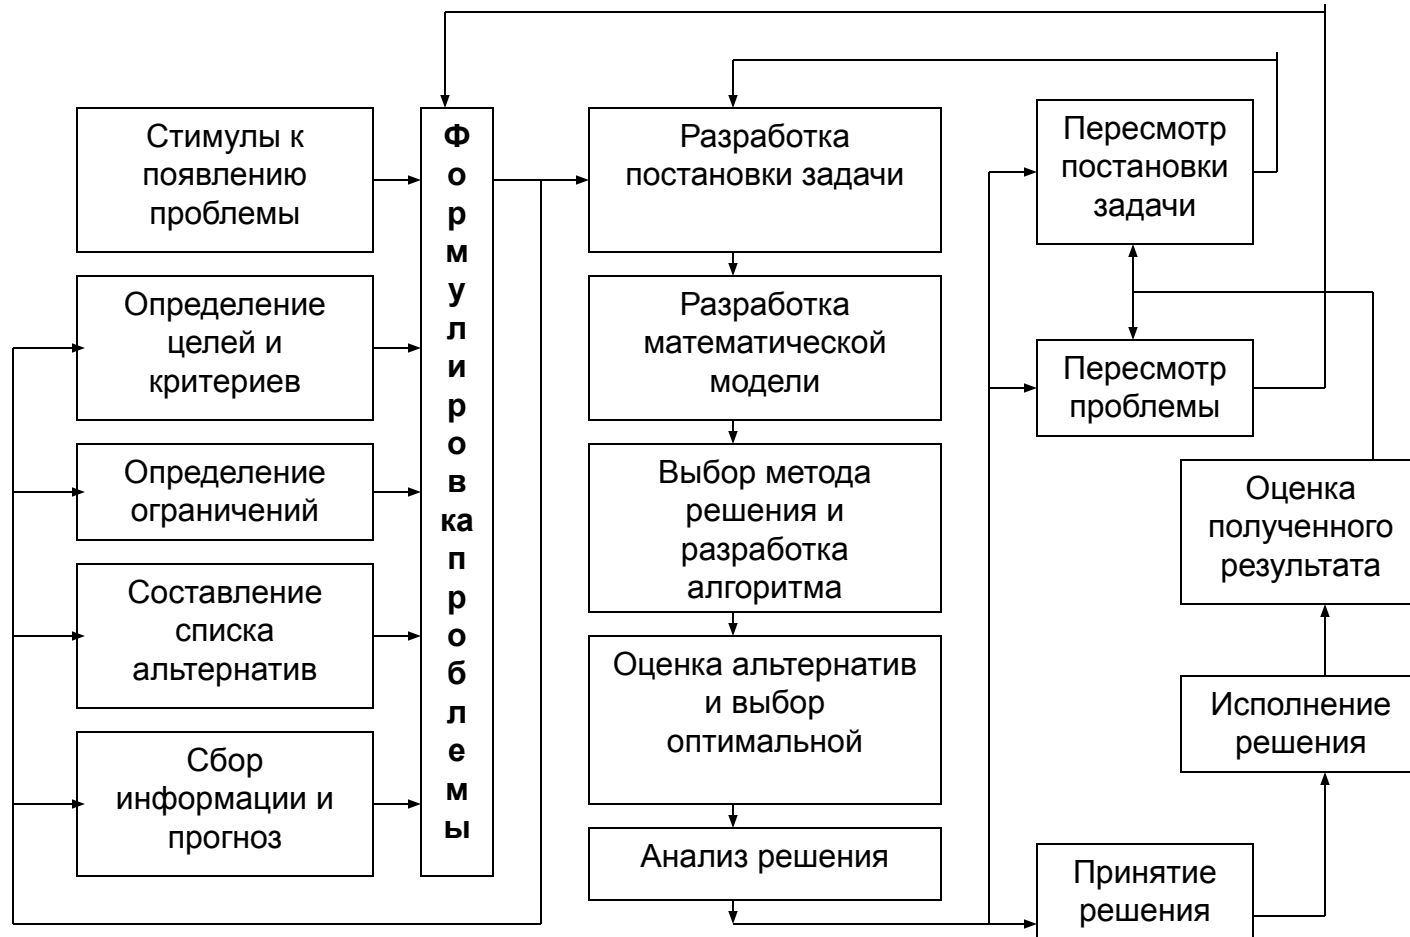 Стимулы к
появлению
проблемы
Определение
целей и
критериев
Определение
ограничений
Составление
списка
альтернатив
Сбор
информации и
прогноз
Ф
о
р
м
у
л
и
р
о
в
ка
п
р
о
б
л
е
м
ы
Разработка
постановки задачи
Разработка
математической
модели
Выбор метода
решения и
разработка
алгоритма
Оценка альтернатив
и выбор
оптимальной
Анализ решения
Пересмотр
постановки
задачи
Пересмотр
проблемы
Оценка
полученного
результата
Исполнение
решения
Принятие
решения